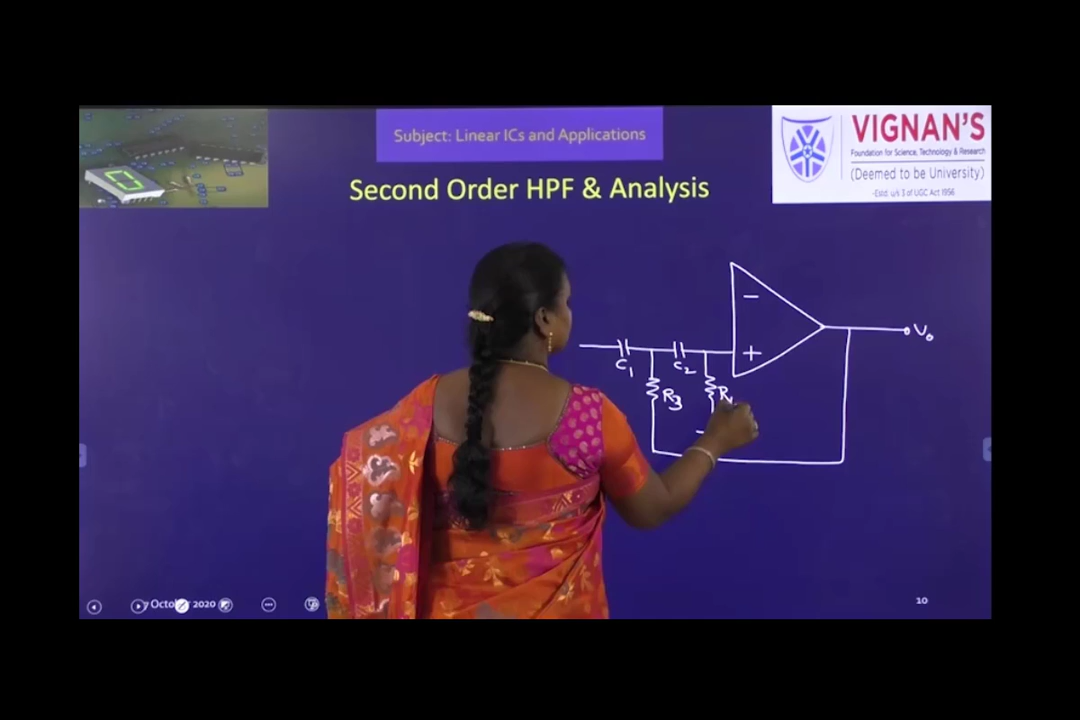 Subject: Linear ICs and Applications
VIGNAN'S
Foundation for Science, Technology & Research
(Deemed to be University)
-Estd. u/s 3 of UGC Act 1956
Second Order HPF & Analysis
−
+
V₀
C₁
C₂
R₃
2020
10